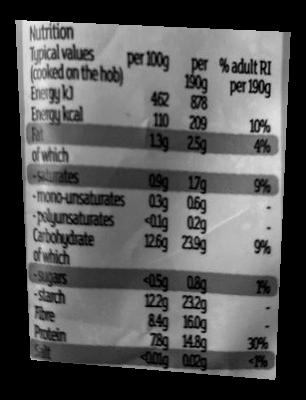 Nutrition
Typical values per 100g per % adult RI
(cooked on the hob) 190g per 190g
Energy kJ 462 878
Energy kcal 110 209 10%
Fat 1.3g 2.5g 4%
of which
- saturates 0.9g 1.7g 9%
- mono-unsaturates 0.3g 0.6g -
- polyunsaturates <0.1g 0.2g -
Carbohydrate 12.6g 23.9g 9%
of which
- sugars <0.5g 0.8g 1%
- starch 12.2g 23.2g -
Fibre 8.4g 16.0g -
Protein 7.8g 14.8g 30%
Salt <0.01g 0.02g <1%